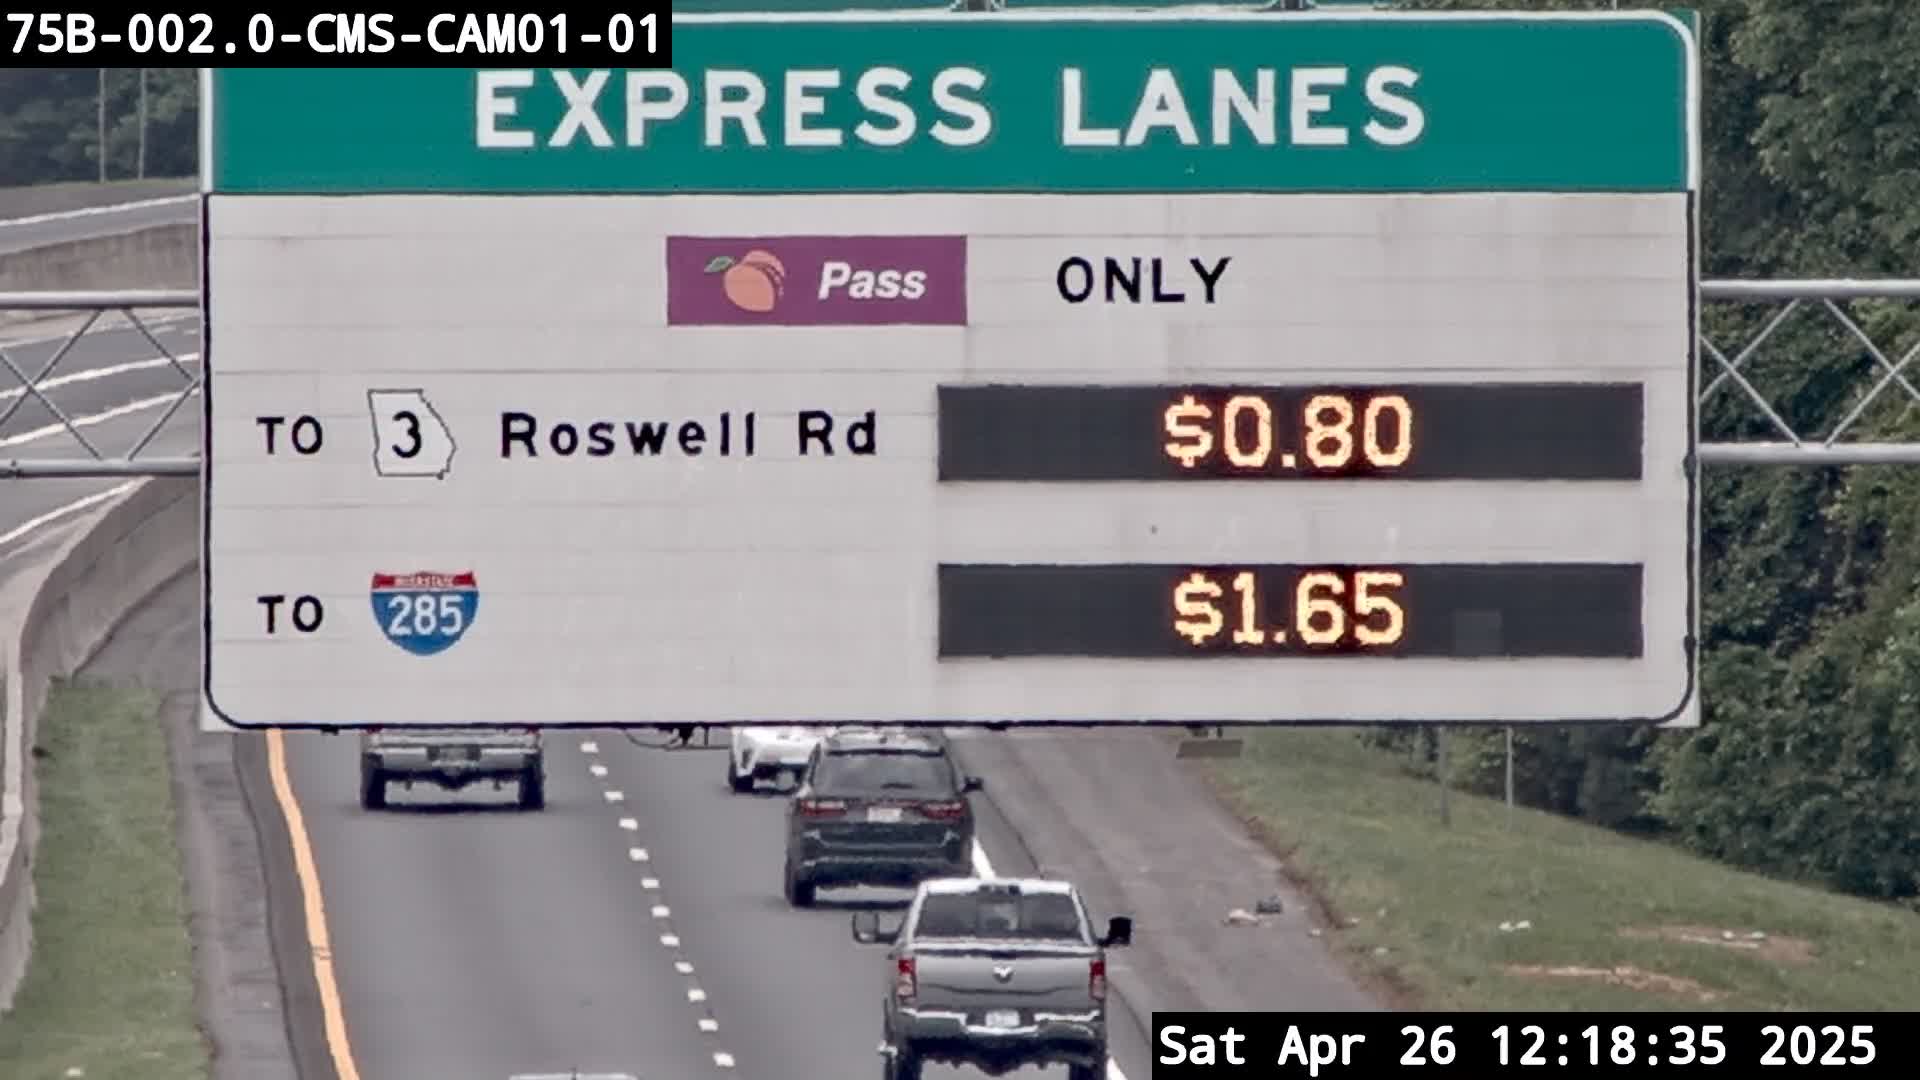 75B-002.0-CMS-CAM01-01
EXPRESS LANES
Pass ONLY
TO 3 Roswell Rd $0.80
INTERSTATE
TO 285 $1.65
Sat Apr 26 12:18:35 2025